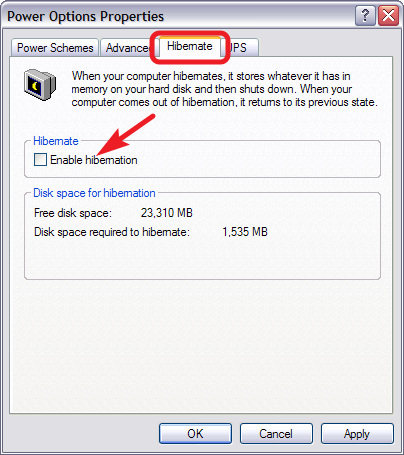 Power Options Properties
Power Schemes Advanced Hibernate UPS
When your computer hibernates, it stores whatever it has in
memory on your hard disk and then shuts down. When your
computer comes out of hibernation, it returns to its previous state.
Hibernate
Enable hibernation
Disk space for hibernation
Free disk space: 23,310 MB
Disk space required to hibernate: 1,535 MB
OK Cancel Apply